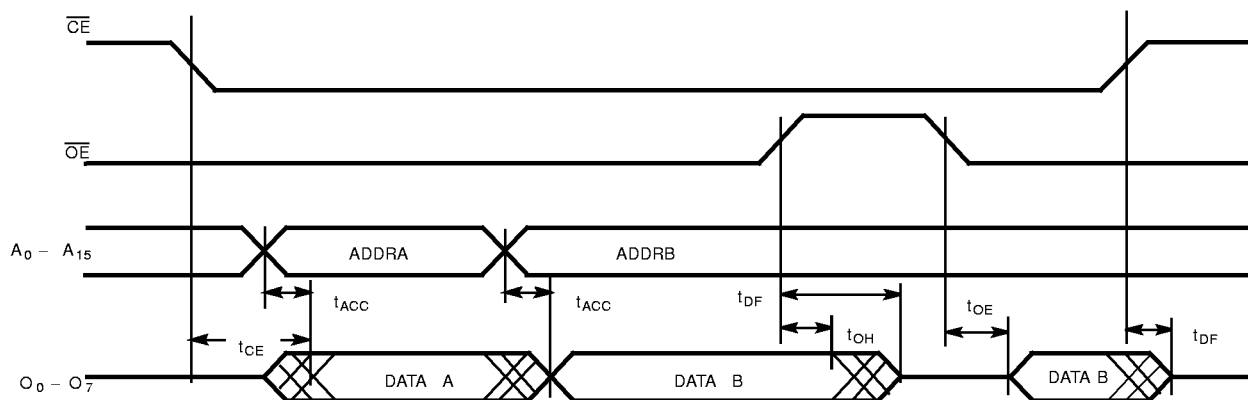 CE
OE
A0 – A15
ADDRA
ADDRB
tACC
tACC
tDF
tOH
tOE
tDF
tCE
O0 – O7
DATA A
DATA B
DATA B